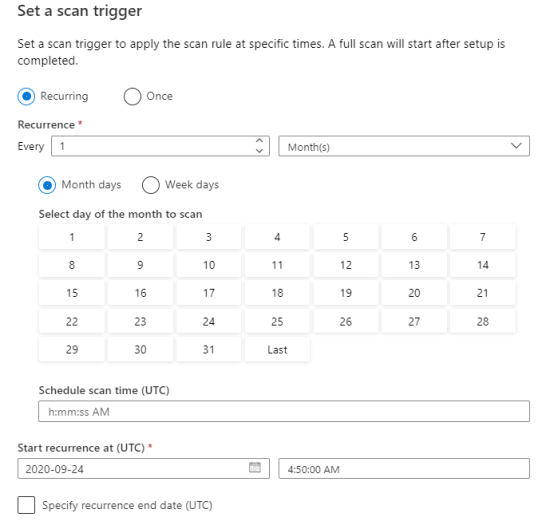 Set a scan trigger
Set a scan trigger to apply the scan rule at specific times. A full scan will start after setup is
completed.
Recurring Once
Recurrence *
Every 1 Month(s)
Month days Week days
Select day of the month to scan
1 2 3 4 5 6 7
8 9 10 11 12 13 14
15 16 17 18 19 20 21
22 23 24 25 26 27 28
29 30 31 Last
Schedule scan time (UTC)
h:mm:ss AM
Start recurrence at (UTC) *
2020-09-24 4:50:00 AM
Specify recurrence end date (UTC)